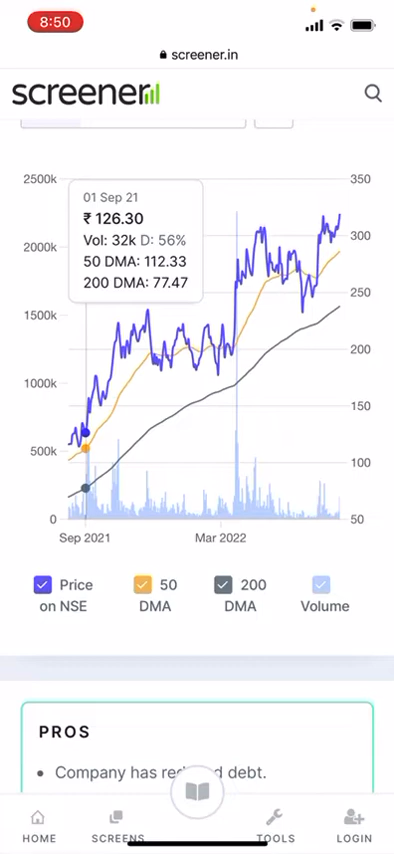 8:50
screener.in
screener
2500k
350
01 Sep 21
₹ 126.30
Vol: 32k D: 56%
50 DMA: 112.33
200 DMA: 77.47
2000k
300
250
1500k
200
1000k
150
500k
100
0
50
Sep 2021
Mar 2022
Price on NSE
50 DMA
200 DMA
Volume
PROS
• Company has debt.
HOME
SCREENS
TOOLS
LOGIN